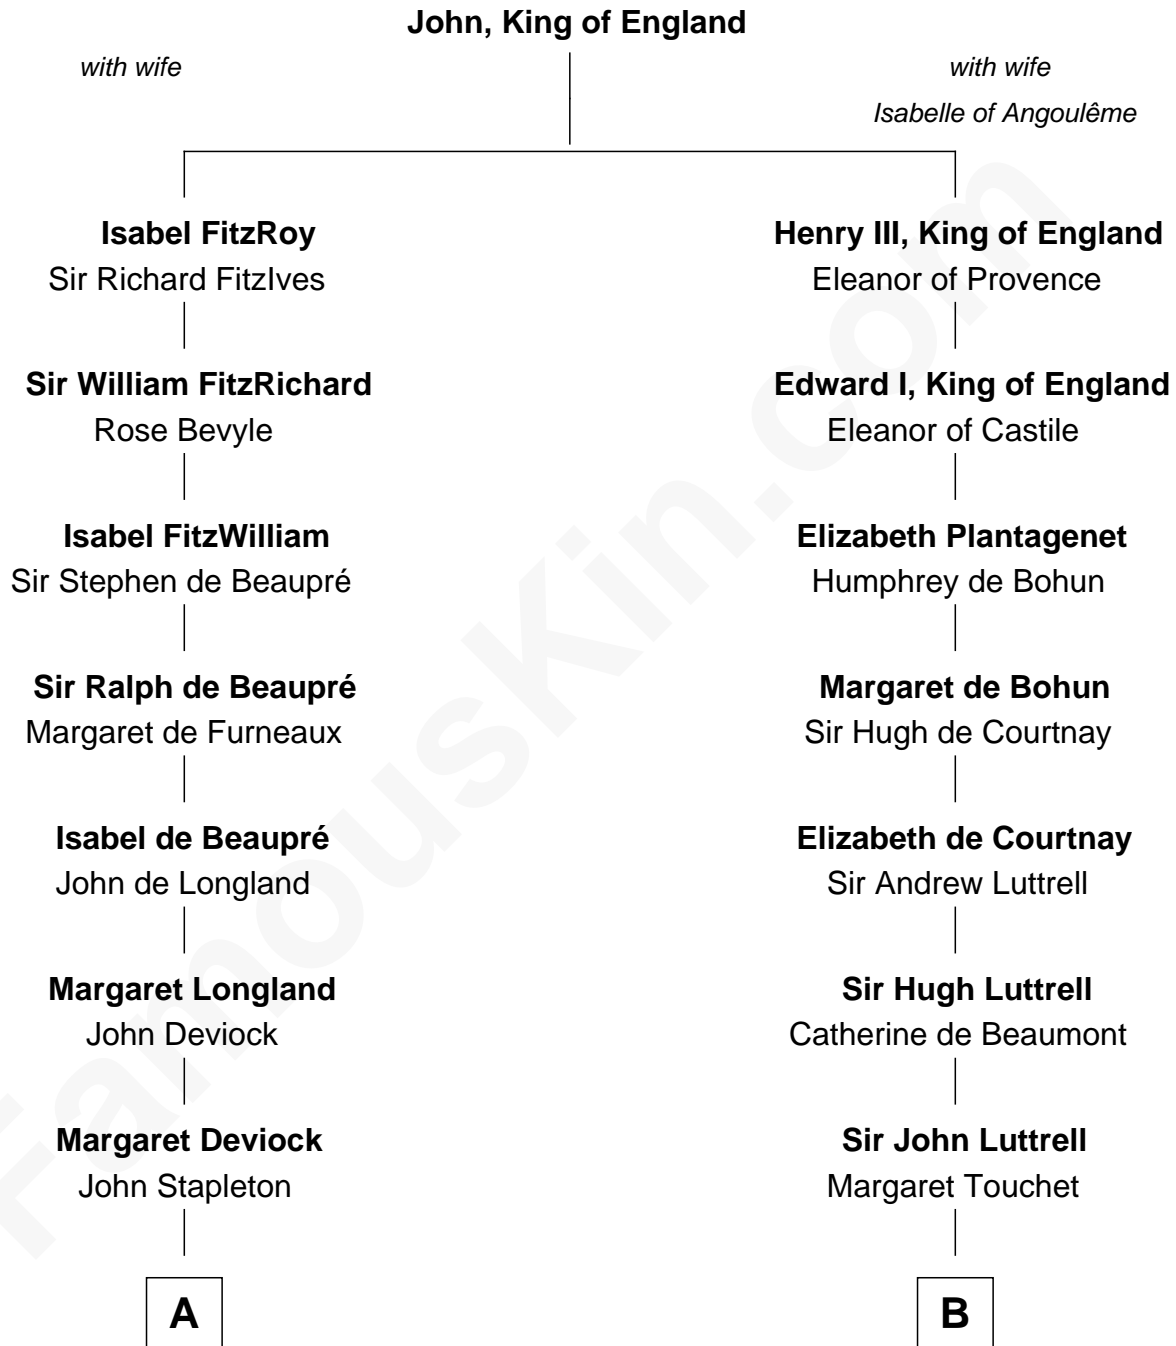 John, King of England
with wife
with wife
Isabelle of Angoulême
Isabel FitzRoy
Sir Richard FitzIves
Henry III, King of England
Eleanor of Provence
Sir William FitzRichard
Rose Bevyle
Edward I, King of England
Eleanor of Castile
Isabel FitzWilliam
Sir Stephen de Beaupré
Elizabeth Plantagenet
Humphrey de Bohun
Sir Ralph de Beaupré
Margaret de Furneaux
Margaret de Bohun
Sir Hugh de Courtnay
Isabel de Beaupré
John de Longland
Elizabeth de Courtnay
Sir Andrew Luttrell
Margaret Longland
John Deviock
Sir Hugh Luttrell
Catherine de Beaumont
Margaret Deviock
John Stapleton
Sir John Luttrell
Margaret Touchet
A
B
FamousKin.com